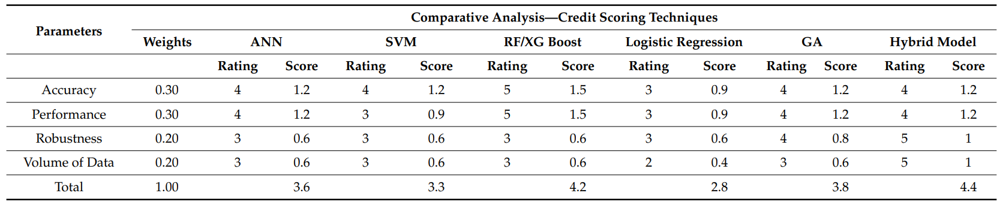 Comparative Analysis—Credit Scoring Techniques
Parameters
Weights ANN SVM RF/XG Boost Logistic Regression GA Hybrid Model
Rating Score Rating Score Rating Score Rating Score Rating Score Rating Score
Accuracy 0.30 4 1.2 4 1.2 5 1.5 3 0.9 4 1.2 4 1.2
Performance 0.30 4 1.2 3 0.9 5 1.5 3 0.9 4 1.2 4 1.2
Robustness 0.20 3 0.6 3 0.6 3 0.6 3 0.6 4 0.8 5 1
Volume of Data 0.20 3 0.6 3 0.6 3 0.6 2 0.4 3 0.6 5 1
Total 1.00 3.6 3.3 4.2 2.8 3.8 4.4